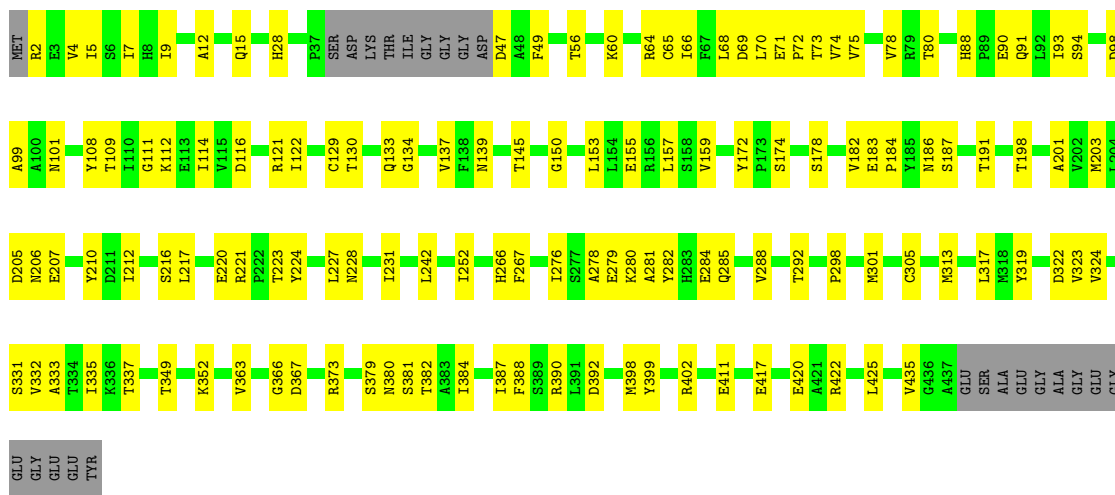 MET R2 E3 V4 I5 S6 I7 H8 I9 A12 Q15 H28 P37 SER ASP LYS THR ILE GLY GLY GLY ASP D47 A48 F49 T56 K60 R64 C65 I66 F67 L68 D69 L70 E71 P72 T73 V74 V75 V78 R79 T80 H88 P89 E90 Q91 L92 I93 S94 D98
A99 A100 N101 Y108 T109 I110 G111 K112 E113 I114 V115 D116 R121 I122 C129 T130 Q133 G134 V137 F138 N139 T145 G150 L153 L154 E155 R156 L157 S158 V159 Y172 P173 S174 S178 V182 E183 P184 Y185 N186 S187 T191 T198 A201 V202 M203 L204
D205 N206 E207 Y210 D211 I212 S216 L217 E220 R221 P222 T223 Y224 L227 N228 I231 L242 I252 H266 F267 I276 S277 A278 E279 K280 A281 Y282 H283 E284 Q285 V288 T292 P298 M301 C305 M313 L317 M318 Y319 D322 V323 V324
S331 V332 A333 T334 I335 K336 T337 T349 K352 V363 G366 D367 R373 S379 N380 S381 T382 A383 I384 I387 F388 S389 R390 L391 D392 M398 Y399 R402 E411 E417 E420 A421 R422 L425 V435 G436 A437 GLU SER ALA GLU GLY ALA GLY GLU GLY
GLU GLY GLU GLU TYR